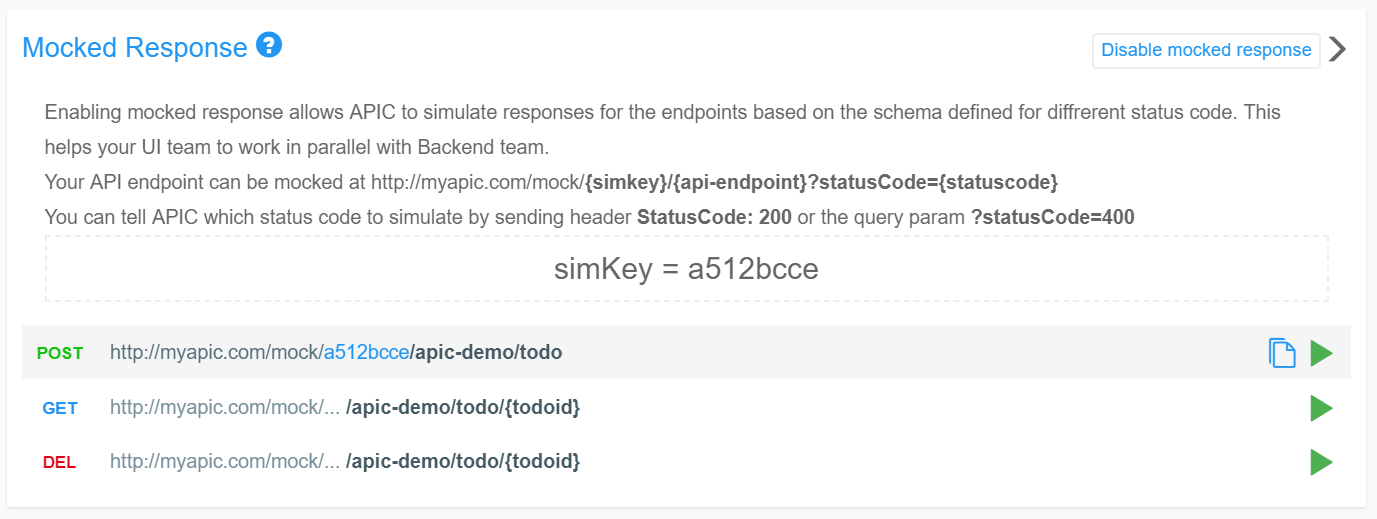 Mocked Response ?
Disable mocked response
Enabling mocked response allows APIC to simulate responses for the endpoints based on the schema defined for diffrent status code. This
helps your UI team to work in parallel with Backend team.
Your API endpoint can be mocked at http://myapic.com/mock/{simkey}/{api-endpoint}?statusCode={statuscode}
You can tell APIC which status code to simulate by sending header StatusCode: 200 or the query param ?statusCode=400
simKey = a512bcce
POST http://myapic.com/mock/a512bcce/apic-demo/todo
GET http://myapic.com/mock/... /apic-demo/todo/{todoid}
DEL http://myapic.com/mock/... /apic-demo/todo/{todoid}